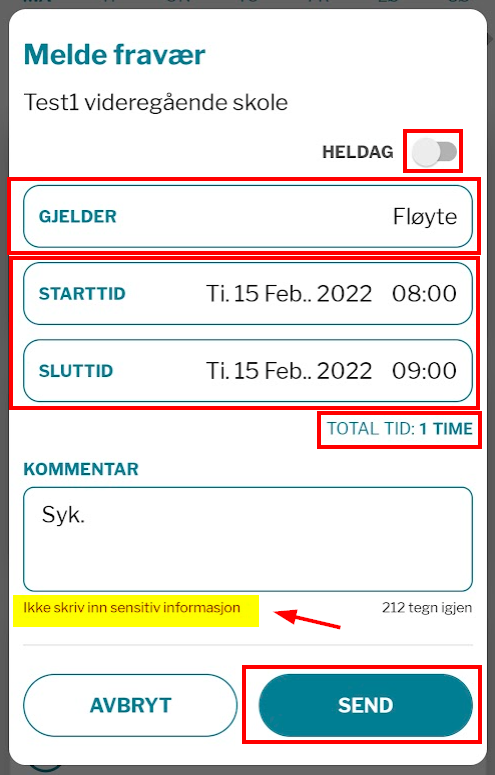 Melde fravær
Test1 videregående skole
HELDAG
GJELDER Fløyte
STARTTID Ti. 15 Feb.. 2022 08:00
SLUTTID Ti. 15 Feb.. 2022 09:00
TOTAL TID: 1 TIME
KOMMENTAR
Syk.
Ikke skriv inn sensitiv informasjon 212 tegn igjen
AVBRYT SEND